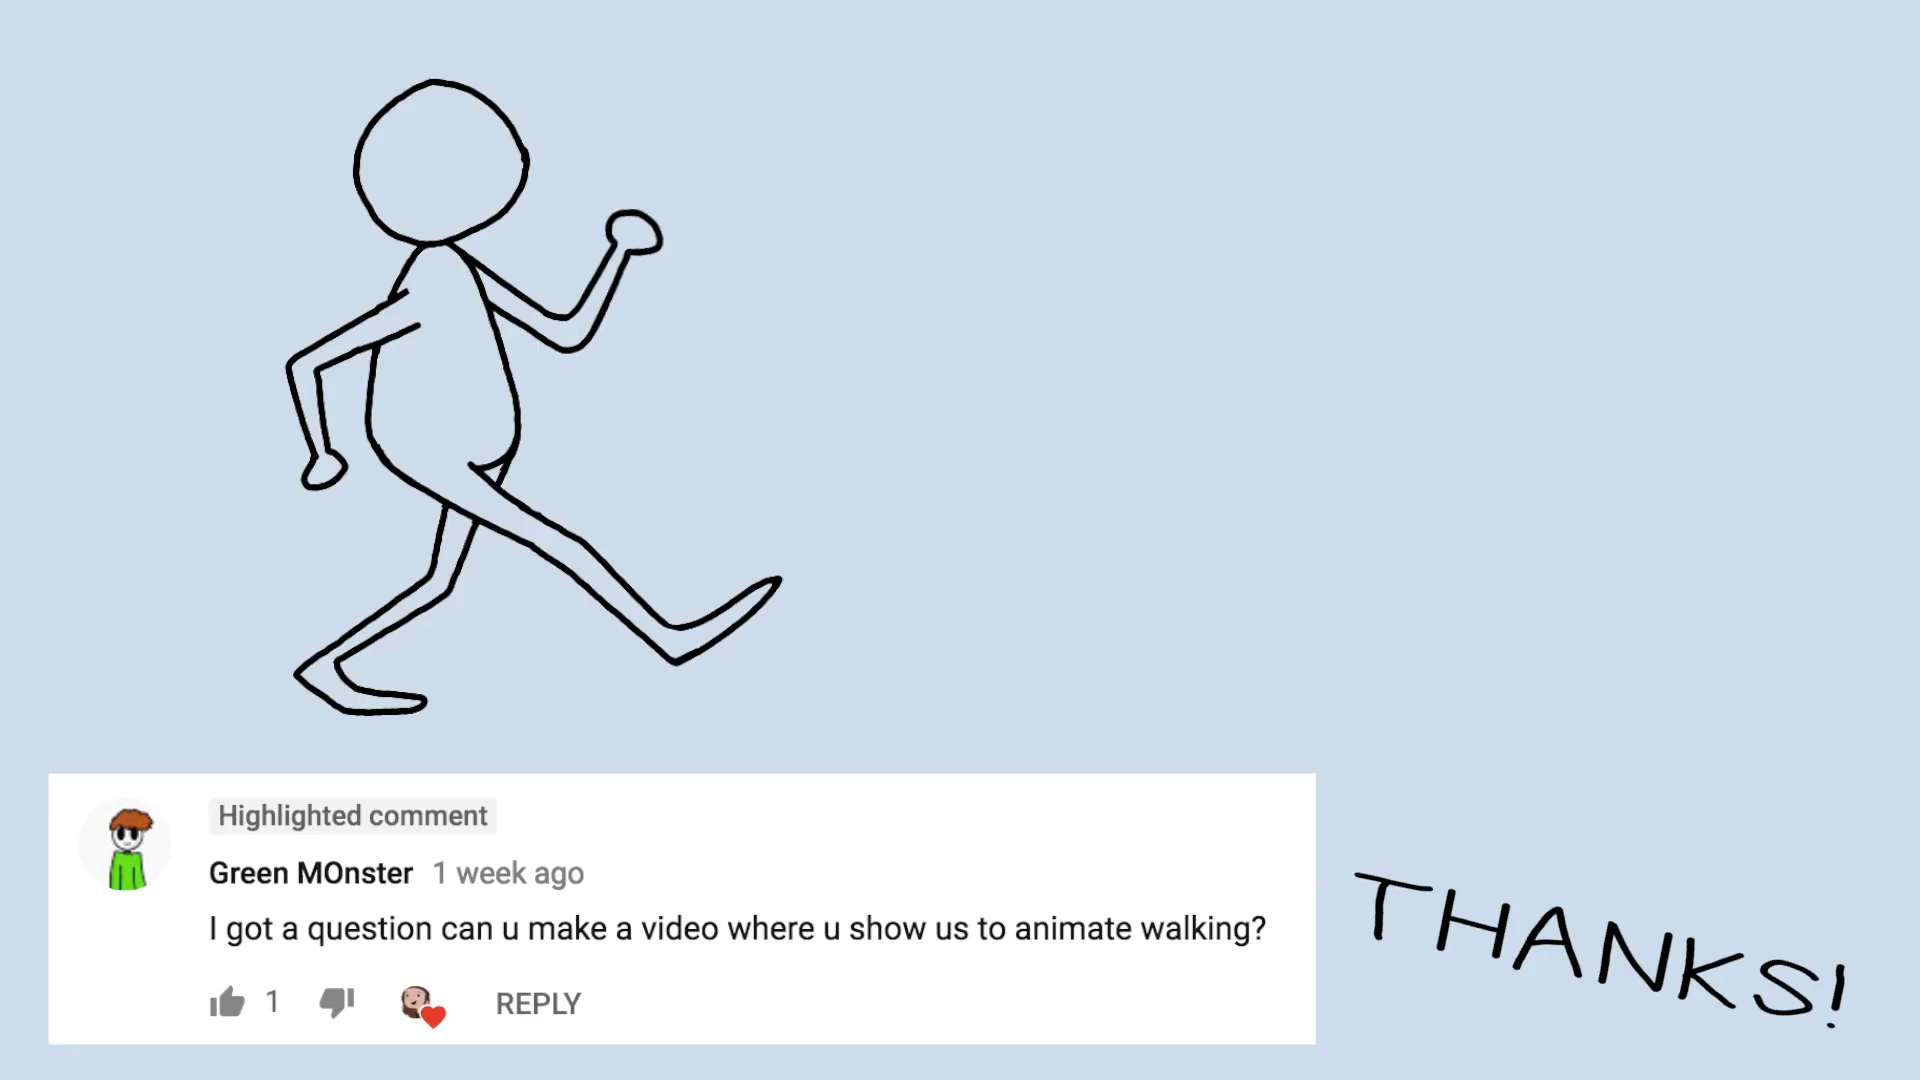 Highlighted comment
Green MOnster 1 week ago
I got a question can u make a video where u show us to animate walking?
1 REPLY
THANKS!